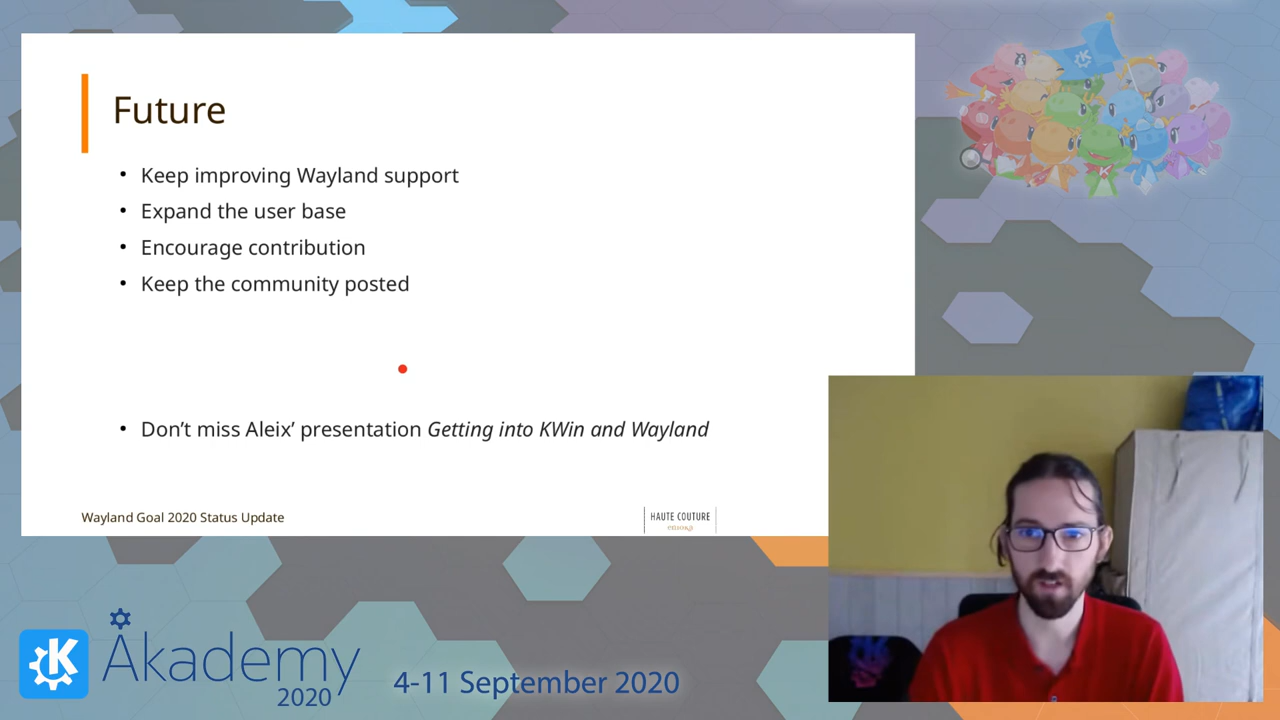 Future
• Keep improving Wayland support
• Expand the user base
• Encourage contribution
• Keep the community posted
• Don't miss Aleix' presentation Getting into KWin and Wayland
Wayland Goal 2020 Status Update
HAUTE COUTURE
Akademy
2020
4-11 September 2020